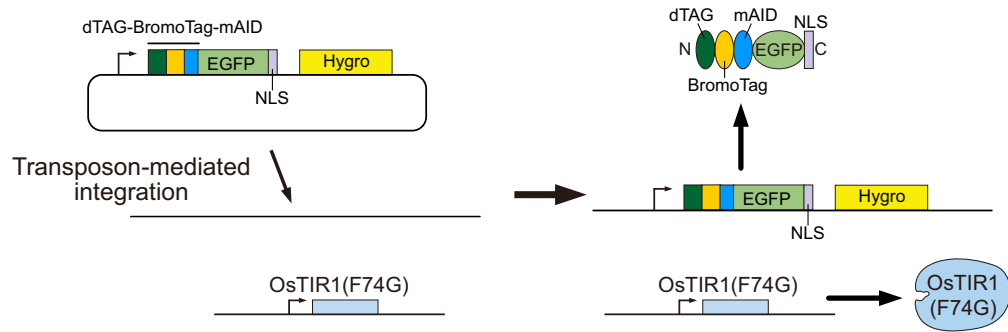 dTAG-BromoTag-mAID
EGFP
Hygro
NLS
Transposon-mediated
integration
OsTIR1(F74G)
dTAG
mAID
NLS
N
EGFP
C
BromoTag
EGFP
Hygro
NLS
OsTIR1(F74G)
OsTIR1
(F74G)